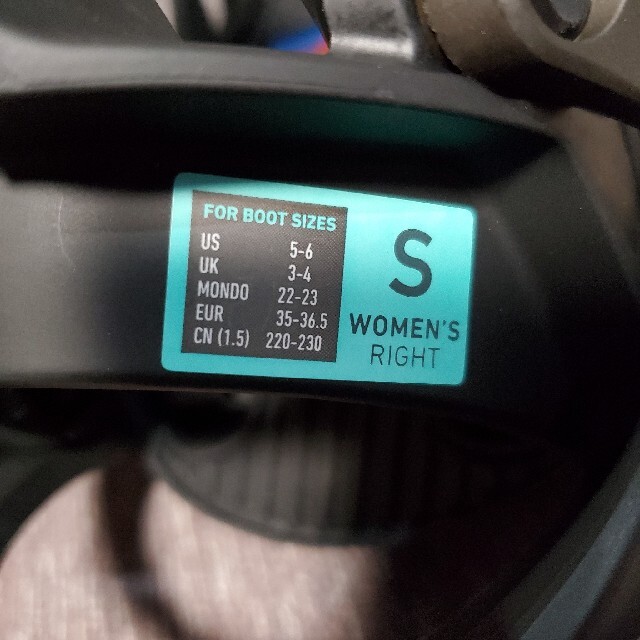 FOR BOOT SIZES
US 5-6
UK 3-4
MONDO 22-23
EUR 35-36.5
CN (1.5) 220-230
S
WOMEN'S
RIGHT